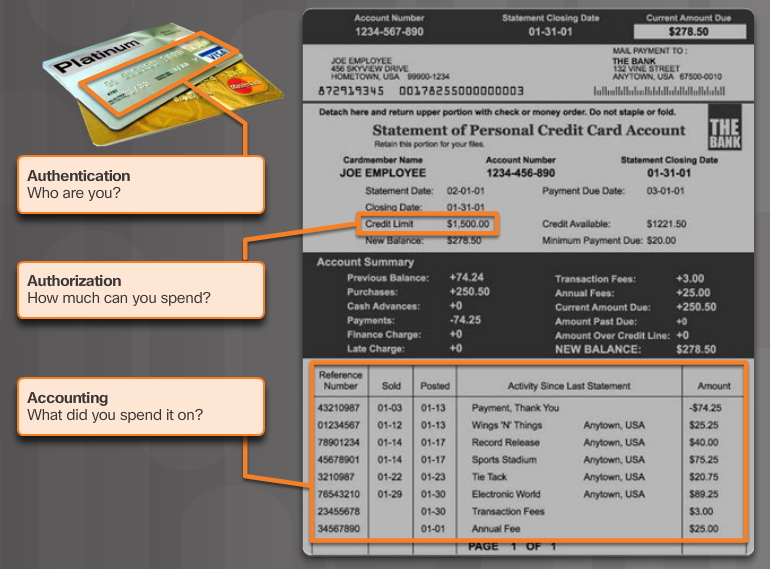 Platinum
VISA
MasterCard
Authentication
Who are you?
Authorization
How much can you spend?
Accounting
What did you spend it on?
Account Number
1234-567-890
Statement Closing Date
01-31-01
Current Amount Due
$278.50
JOE EMPLOYEE
456 SKYVIEW DRIVE
HOMETOWN, USA 99900-1234
MAIL PAYMENT TO :
THE BANK
132 VINE STREET
ANYTOWN, USA 67500-0010
872919345 00178255000000003
Detach here and return upper portion with check or money order. Do not staple or fold.
Statement of Personal Credit Card Account
Retain this portion for your files.
THE
BANK
Cardmember Name Account Number Statement Closing Date
JOE EMPLOYEE 1234-456-890 01-31-01
Statement Date: 02-01-01 Payment Due Date: 03-01-01
Closing Date: 01-31-01
Credit Limit $1,500.00 Credit Available: $1221.50
New Balance: $278.50 Minimum Payment Due: $20.00
Account Summary
Previous Balance: +74.24 Transaction Fees: +3.00
Purchases: +250.50 Annual Fees: +25.00
Cash Advances: +0 Current Amount Due: +250.50
Payments: -74.25 Amount Past Due: +0
Finance Charge: +0 Amount Over Credit Line: +0
Late Charge: +0 NEW BALANCE: $278.50
Reference
Number Sold Posted Activity Since Last Statement Amount
43210987 01-03 01-13 Payment, Thank You -$74.25
01234567 01-12 01-13 Wings 'N' Things Anytown, USA $25.25
78901234 01-14 01-17 Record Release Anytown, USA $40.00
45678901 01-14 01-17 Sports Stadium Anytown, USA $75.25
3210987 01-22 01-23 Tie Tack Anytown, USA $20.75
76543210 01-29 01-30 Electronic World Anytown, USA $89.25
23455678 01-30 Transaction Fees $3.00
34567890 01-01 Annual Fee $25.00
PAGE 1 OF 1